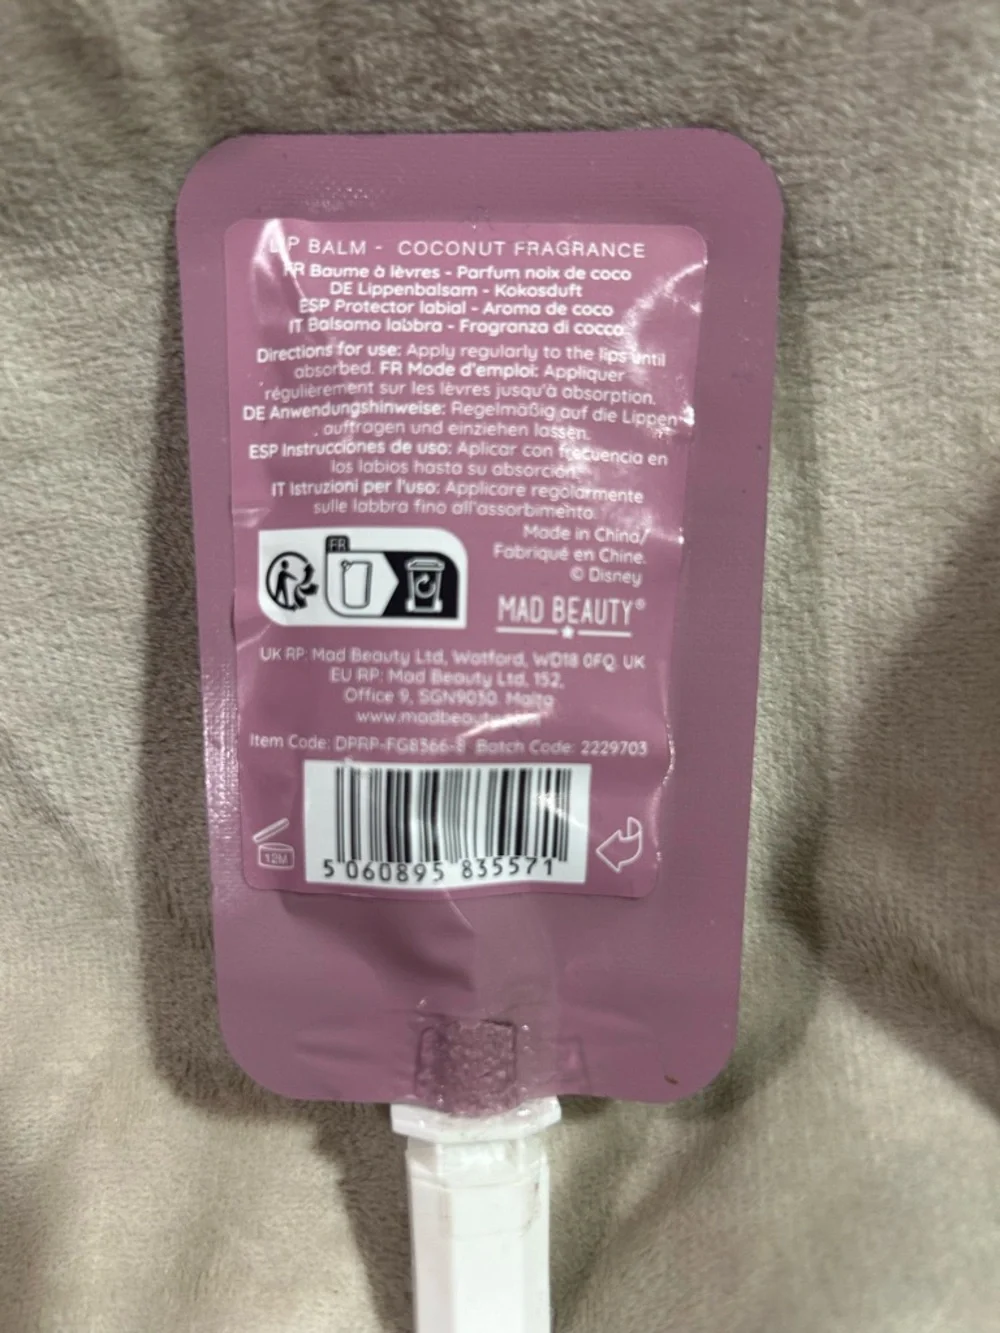 LIP BALM - COCONUT FRAGRANCE
FR Baume à lèvres - Parfum noix de coco
DE Lippenbalsam - Kokosduft
ESP Protector labial - Aroma de coco
IT Balsamo labbra - Fragranza di cocco
Directions for use: Apply regularly to the lips until
absorbed. FR Mode d'emploi: Appliquer
régulièrement sur les lèvres jusqu'à absorption.
DE Anwendungshinweise: Regelmäßig auf die Lippen
auftragen und einziehen lassen.
ESP Instrucciones de uso: Aplicar con frecuencia en
los labios hasta su absorción.
IT Istruzioni per l'uso: Applicare regolarmente
sulle labbra fino all'assorbimento.
Made in China/
Fabriqué en Chine.
© Disney
FR
MAD BEAUTY®
UK RP: Mad Beauty Ltd, Watford, WD18 0FQ. UK
EU RP: Mad Beauty Ltd, 152,
Office 9, SGN9030. Malta
www.madbeauty.com
Item Code: DPRP-FG8366-8 Batch Code: 2229703
12M
5 060895 835571